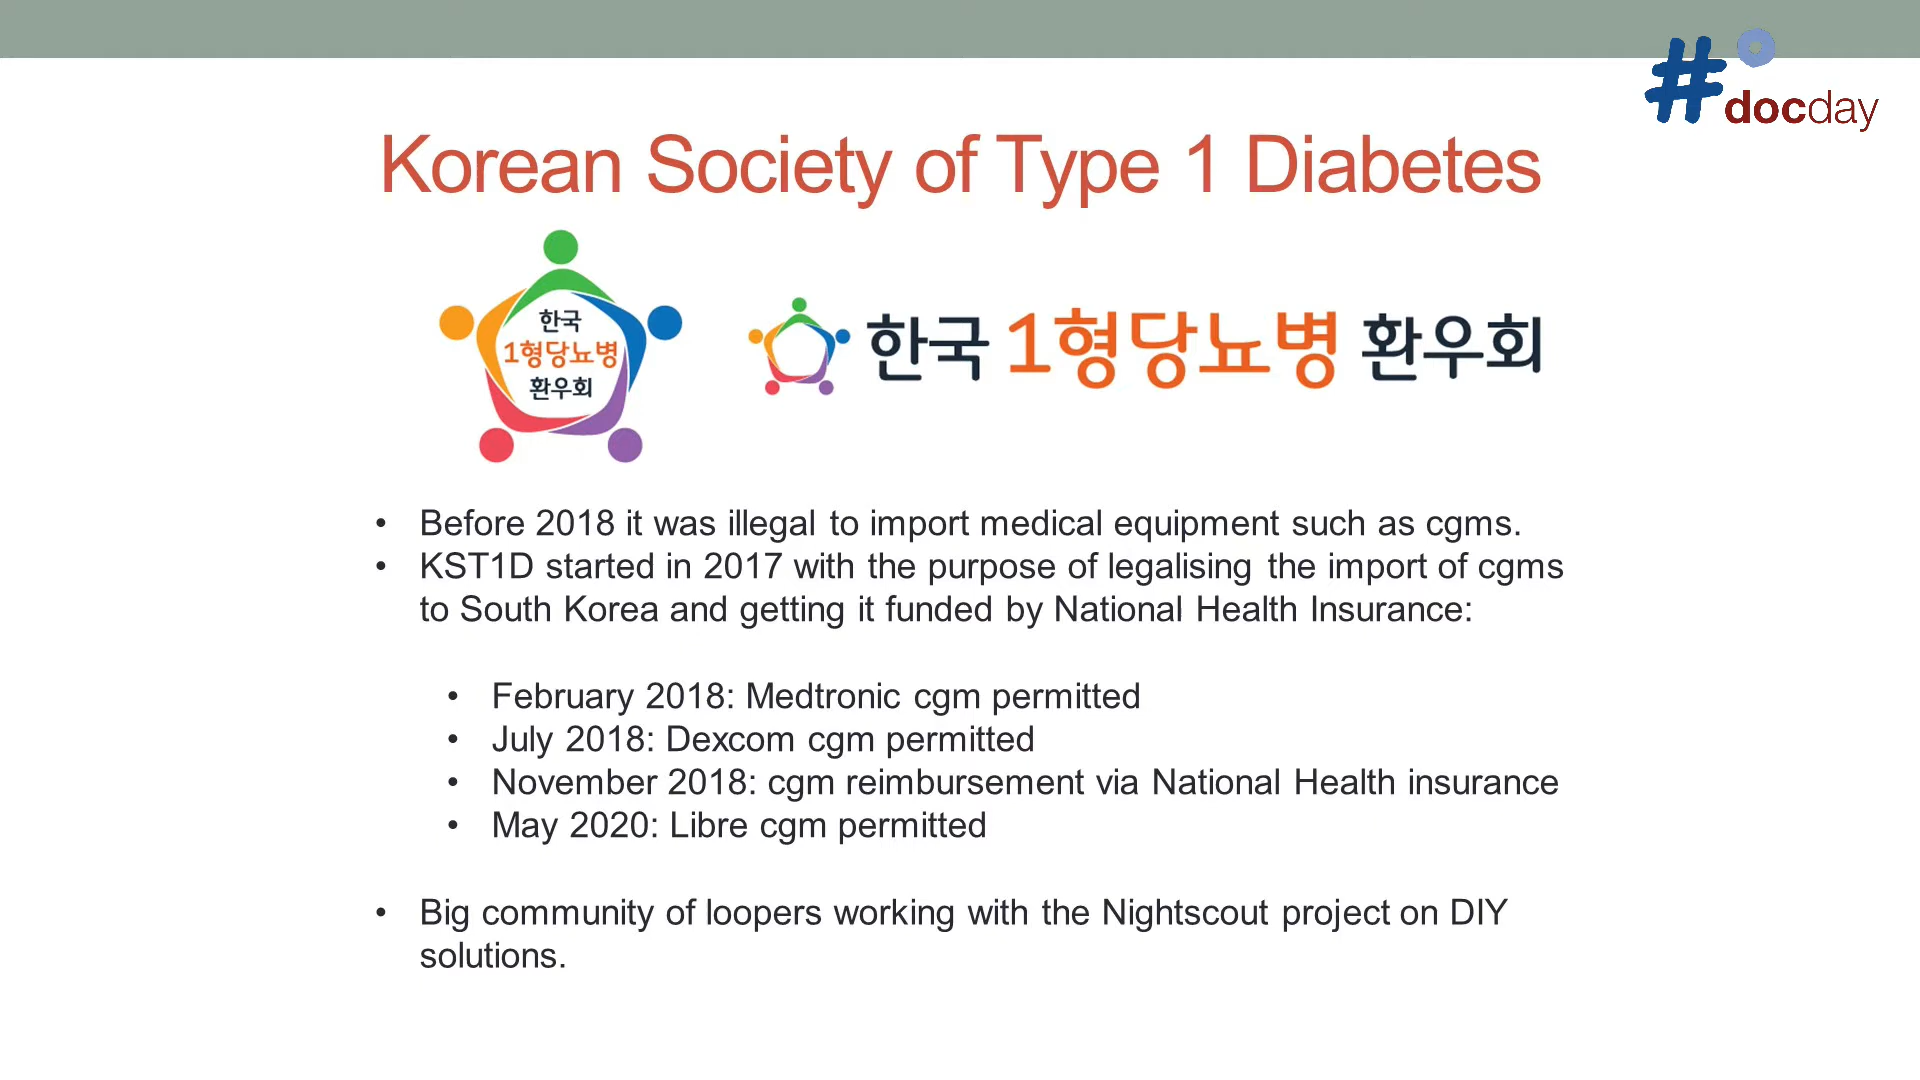 #docday
Korean Society of Type 1 Diabetes
한국
1형당뇨병
환우회
한국 1형당뇨병 환우회
• Before 2018 it was illegal to import medical equipment such as cgms.
• KST1D started in 2017 with the purpose of legalising the import of cgms
to South Korea and getting it funded by National Health Insurance:
• February 2018: Medtronic cgm permitted
• July 2018: Dexcom cgm permitted
• November 2018: cgm reimbursement via National Health insurance
• May 2020: Libre cgm permitted
• Big community of loopers working with the Nightscout project on DIY
solutions.